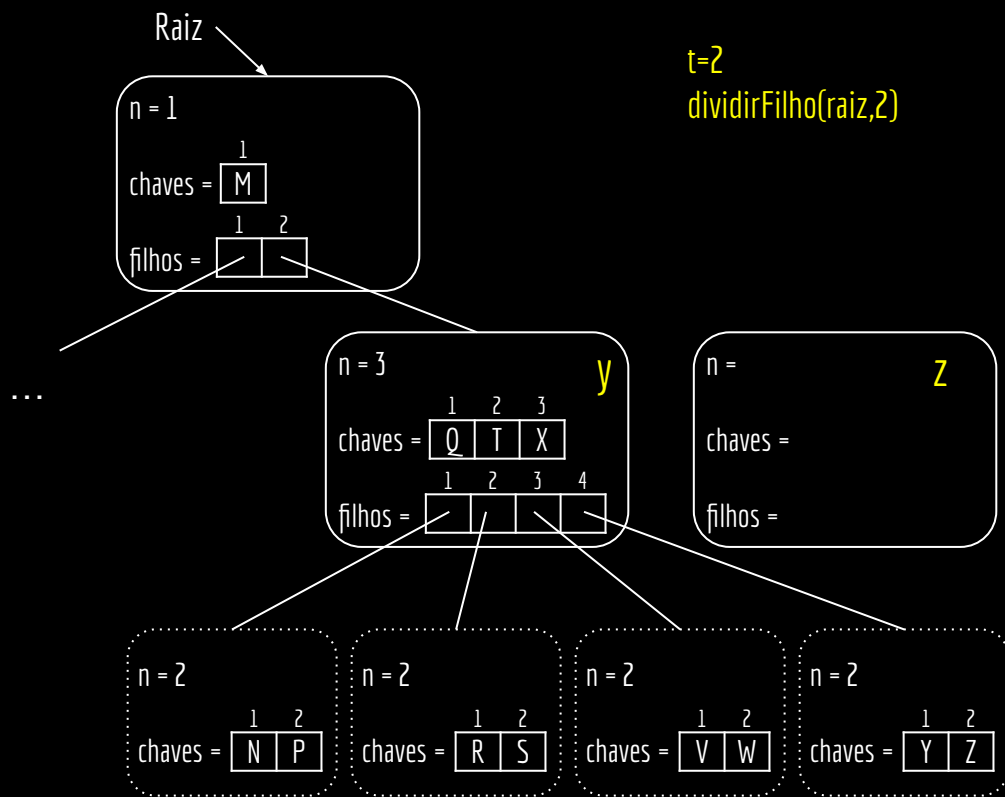 Raiz
t=2
dividirFilho(raiz,2)
n = 1
1
chaves = M
1 2
filhos =
...
n = 3 y
1 2 3
chaves = Q T X
1 2 3 4
filhos =
n = z
chaves =
filhos =
n = 2
1 2
chaves = N P
n = 2
1 2
chaves = R S
n = 2
1 2
chaves = V W
n = 2
1 2
chaves = Y Z